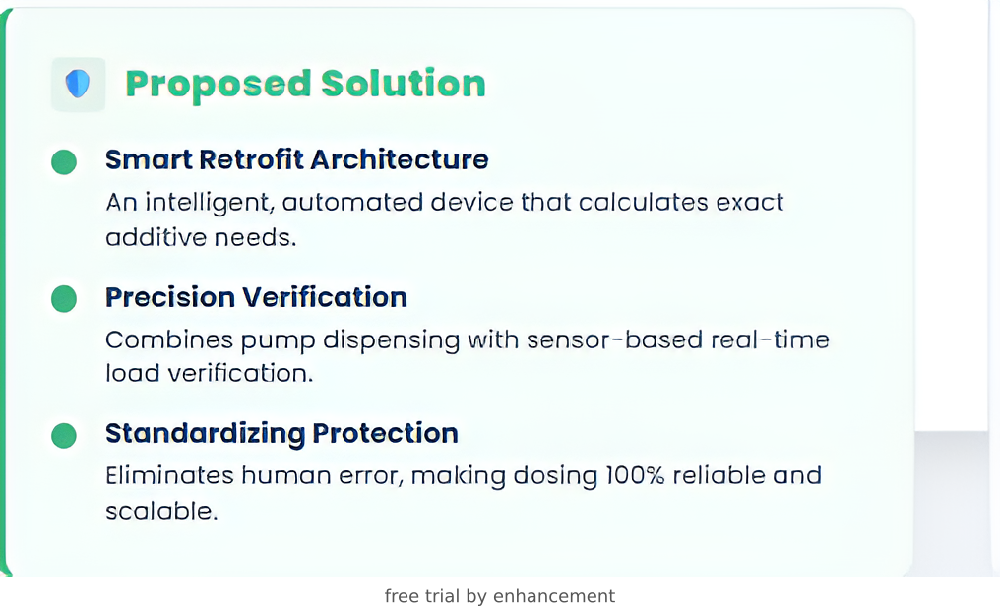 Proposed Solution
Smart Retrofit Architecture
An intelligent, automated device that calculates exact
additive needs.
Precision Verification
Combines pump dispensing with sensor-based real-time
load verification.
Standardizing Protection
Eliminates human error, making dosing 100% reliable and
scalable.
free trial by enhancement